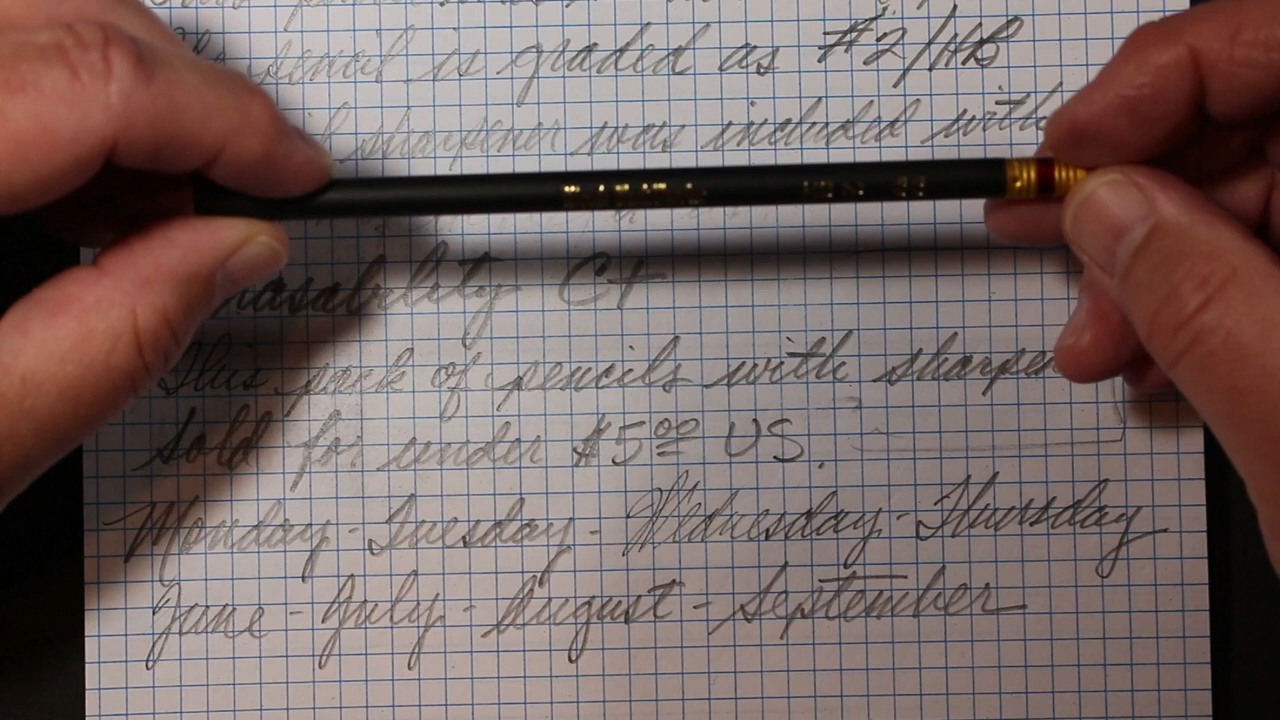 pencil is graded as #2/HB
sharpener was included with
Erasability C+
This pack of pencils with sharpen
sold for under $5.00 US.
Monday - Tuesday - Wednesday - Thursday
June - July - August - September